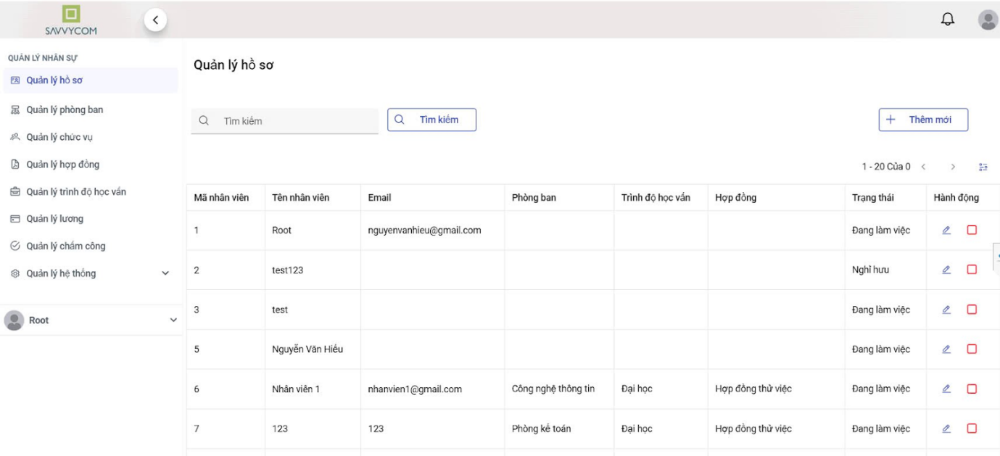 SAVVYCOM
QUẢN LÝ NHÂN SỰ
Quản lý hồ sơ
Quản lý phòng ban
Quản lý chức vụ
Quản lý hợp đồng
Quản lý trình độ học vấn
Quản lý lương
Quản lý chấm công
Quản lý hệ thống
Root
Quản lý hồ sơ
Tìm kiếm Tìm kiếm Thêm mới
1 - 20 Của 0
Mã nhân viên Tên nhân viên Email Phòng ban Trình độ học vấn Hợp đồng Trạng thái Hành động
1 Root nguyenvanhieu@gmail.com Đang làm việc
2 test123 Nghỉ hưu
3 test Đang làm việc
5 Nguyễn Văn Hiếu Đang làm việc
6 Nhân viên 1 nhanvien1@gmail.com Công nghệ thông tin Đại học Hợp đồng thử việc Đang làm việc
7 123 123 Phòng kế toán Đại học Hợp đồng thử việc Đang làm việc